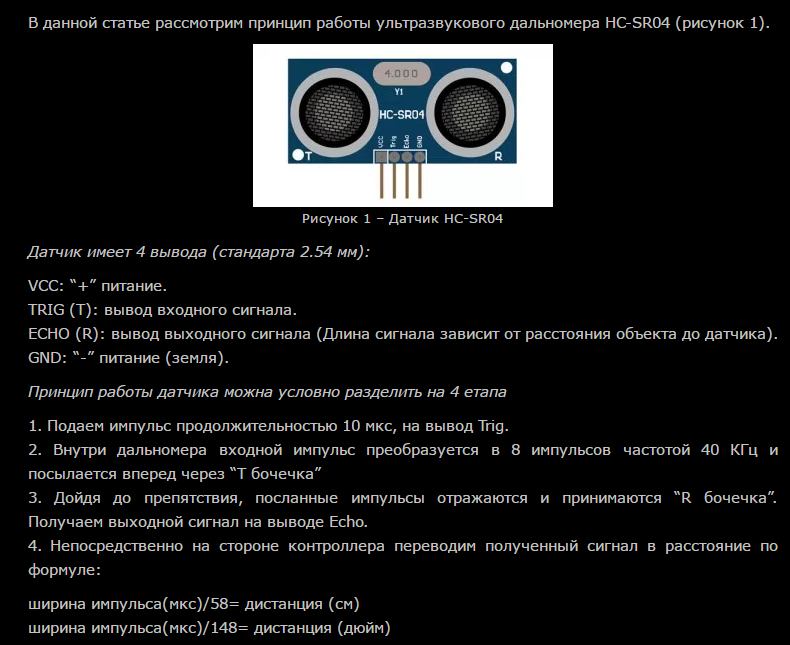 В данной статье рассмотрим принцип работы ультразвукового дальномера HC-SR04 (рисунок 1).
4.000
Y1
HC-SR04
VCC Trig Echo GND
T R
Рисунок 1 – Датчик HC-SR04
Датчик имеет 4 вывода (стандарта 2.54 мм):
VCC: “+” питание.
TRIG (T): вывод входного сигнала.
ECHO (R): вывод выходного сигнала (Длина сигнала зависит от расстояния объекта до датчика).
GND: “-” питание (земля).
Принцип работы датчика можно условно разделить на 4 этапа
1. Подаем импульс продолжительностью 10 мкс, на вывод Trig.
2. Внутри дальномера входной импульс преобразуется в 8 импульсов частотой 40 КГц и
посылается вперед через “T бочечка”
3. Дойдя до препятствия, посланные импульсы отражаются и принимаются “R бочечка”.
Получаем выходной сигнал на выводе Echo.
4. Непосредственно на стороне контроллера переводим полученный сигнал в расстояние по
формуле:
ширина импульса(мкс)/58= дистанция (см)
ширина импульса(мкс)/148= дистанция (дюйм)